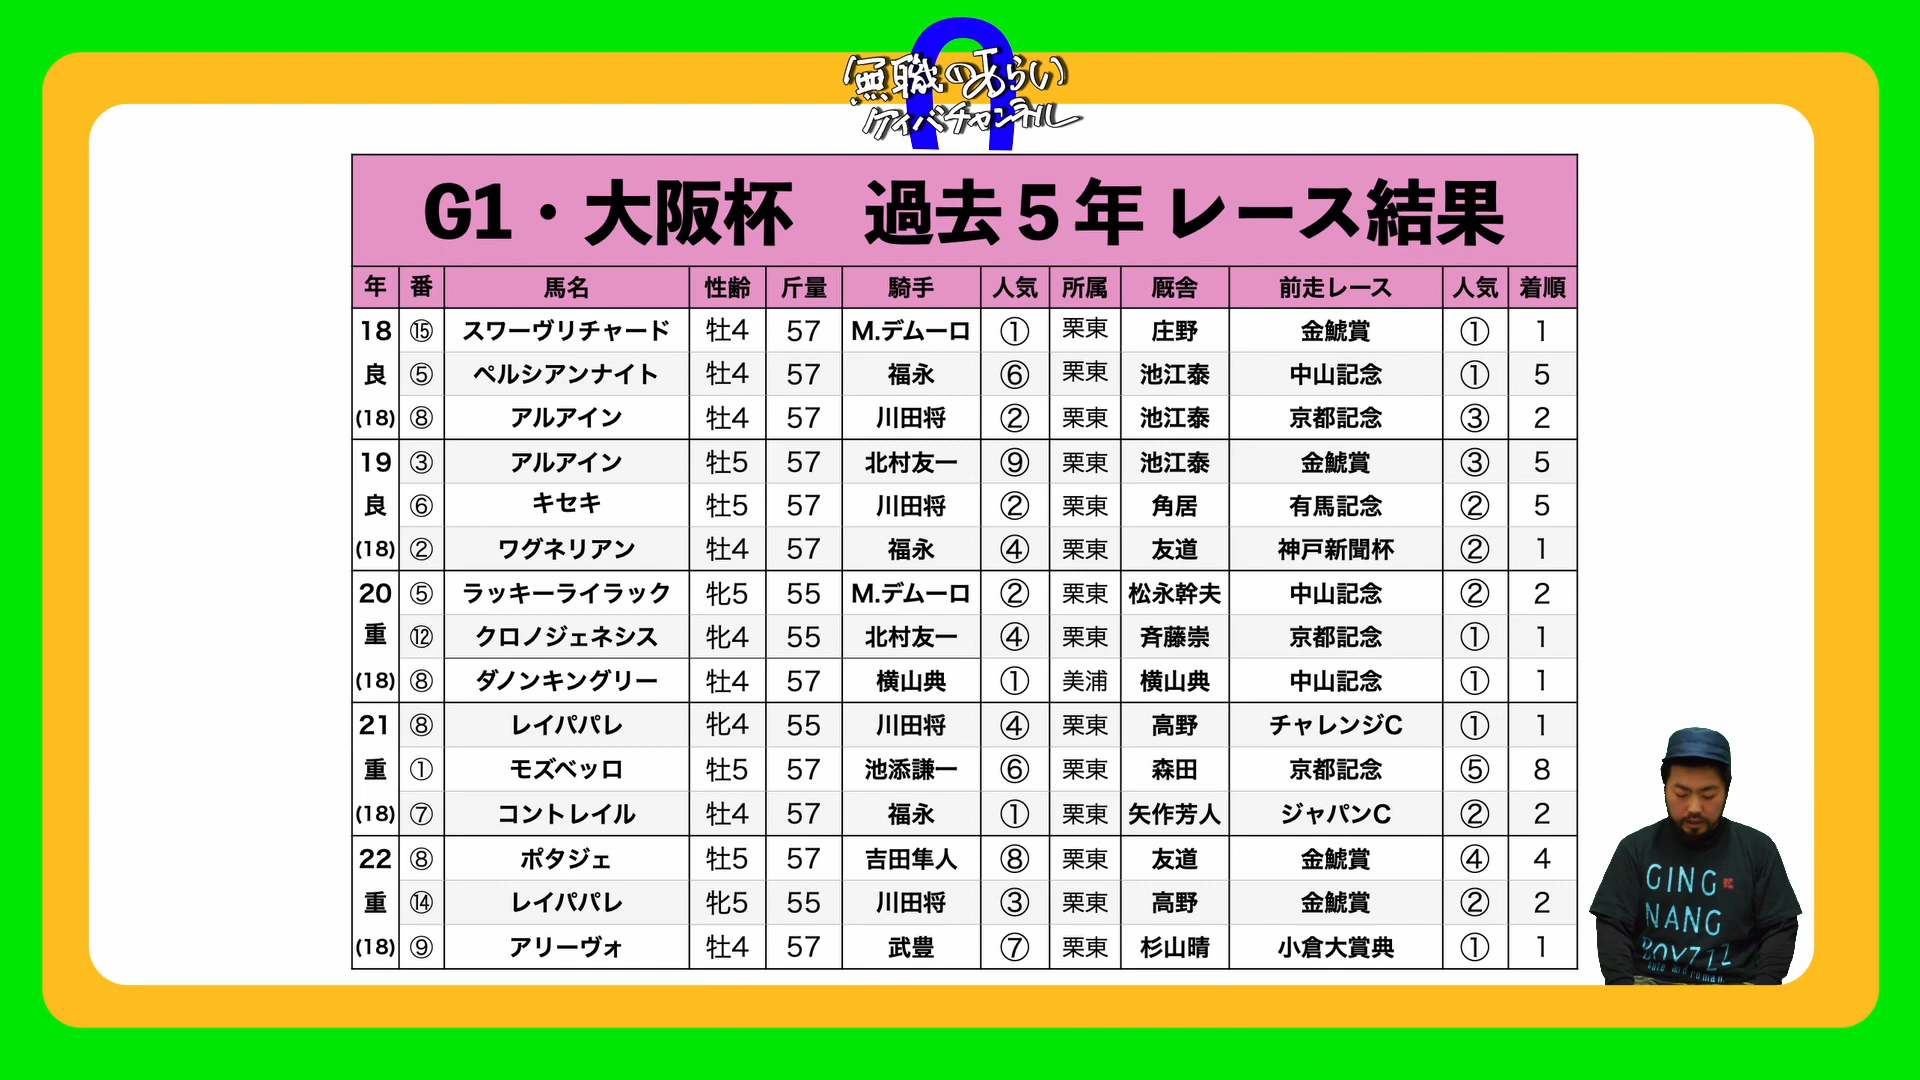 無職のあらい
ケイバチャンネル
G1・大阪杯 過去5年レース結果
年 番 馬名 性齢 斤量 騎手 人気 所属 厩舎 前走レース 人気 着順
18 ⑮ スワーヴリチャード 牡4 57 M.デムーロ ① 栗東 庄野 金鯱賞 ① 1
良 ⑤ ペルシアンナイト 牡4 57 福永 ⑥ 栗東 池江泰 中山記念 ① 5
(18) ⑧ アルアイン 牡4 57 川田将 ② 栗東 池江泰 京都記念 ③ 2
19 ③ アルアイン 牡5 57 北村友一 ⑨ 栗東 池江泰 金鯱賞 ③ 5
良 ⑥ キセキ 牡5 57 川田将 ② 栗東 角居 有馬記念 ② 5
(18) ② ワグネリアン 牡4 57 福永 ④ 栗東 友道 神戸新聞杯 ② 1
20 ⑤ ラッキーライラック 牝5 55 M.デムーロ ② 栗東 松永幹夫 中山記念 ② 2
重 ⑫ クロノジェネシス 牝4 55 北村友一 ④ 栗東 斉藤崇 京都記念 ① 1
(18) ⑧ ダノンキングリー 牡4 57 横山典 ① 美浦 横山典 中山記念 ① 1
21 ⑧ レイパパレ 牝4 55 川田将 ④ 栗東 高野 チャレンジC ① 1
重 ① モズベッロ 牡5 57 池添謙一 ⑥ 栗東 森田 京都記念 ⑤ 8
(18) ⑦ コントレイル 牡4 57 福永 ① 栗東 矢作芳人 ジャパンC ② 2
22 ⑧ ポタジェ 牡5 57 吉田隼人 ⑧ 栗東 友道 金鯱賞 ④ 4
重 ⑭ レイパパレ 牝5 55 川田将 ③ 栗東 高野 金鯱賞 ② 2
(18) ⑨ アリーヴォ 牡4 57 武豊 ⑦ 栗東 杉山晴 小倉大賞典 ① 1
GING
NANG
BOYZZZ